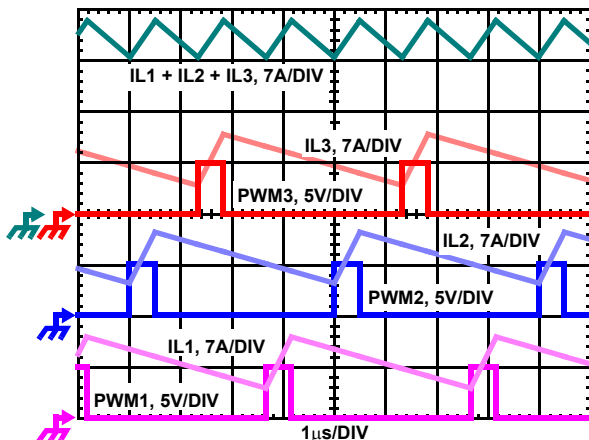 IL1 + IL2 + IL3, 7A/DIV
IL3, 7A/DIV
PWM3, 5V/DIV
IL2, 7A/DIV
PWM2, 5V/DIV
IL1, 7A/DIV
PWM1, 5V/DIV
1μs/DIV